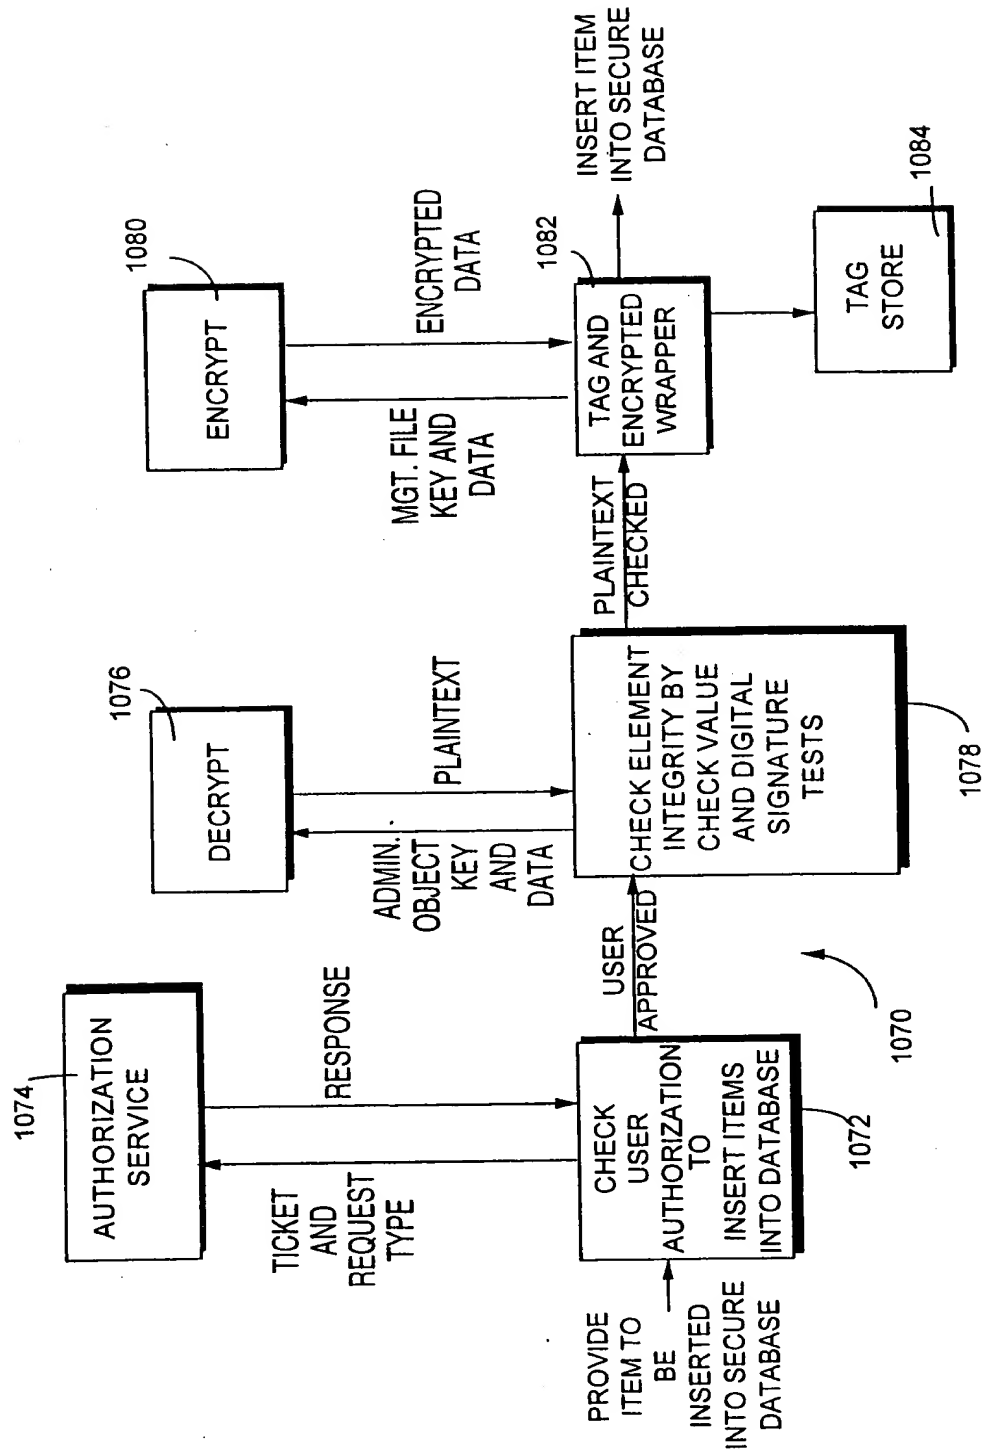 1074
AUTHORIZATION
SERVICE
TICKET
AND
REQUEST
TYPE
RESPONSE
PROVIDE
ITEM TO
BE
INSERTED
INTO SECURE
DATABASE
CHECK
USER
AUTHORIZATION
TO
INSERT ITEMS
INTO DATABASE
1072
USER
APPROVED
1070
1076
DECRYPT
ADMIN.
OBJECT
KEY
AND
DATA
PLAINTEXT
CHECK ELEMENT
INTEGRITY BY
CHECK VALUE
AND DIGITAL
SIGNATURE
TESTS
1078
PLAINTEXT
CHECKED
1080
ENCRYPT
MGT. FILE
KEY AND
DATA
ENCRYPTED
DATA
1082
TAG AND
ENCRYPTED
WRAPPER
INSERT ITEM
INTO SECURE
DATABASE
TAG
STORE
1084